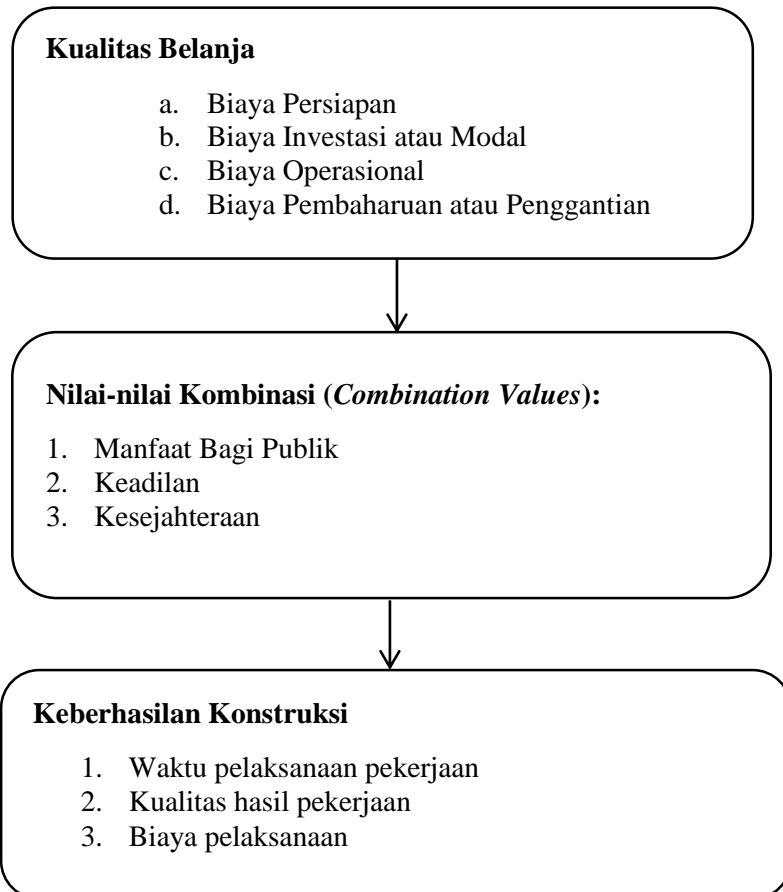 Kualitas Belanja
a. Biaya Persiapan
b. Biaya Investasi atau Modal
c. Biaya Operasional
d. Biaya Pembaharuan atau Penggantian
Nilai-nilai Kombinasi (Combination Values):
1. Manfaat Bagi Publik
2. Keadilan
3. Kesejahteraan
Keberhasilan Konstruksi
1. Waktu pelaksanaan pekerjaan
2. Kualitas hasil pekerjaan
3. Biaya pelaksanaan